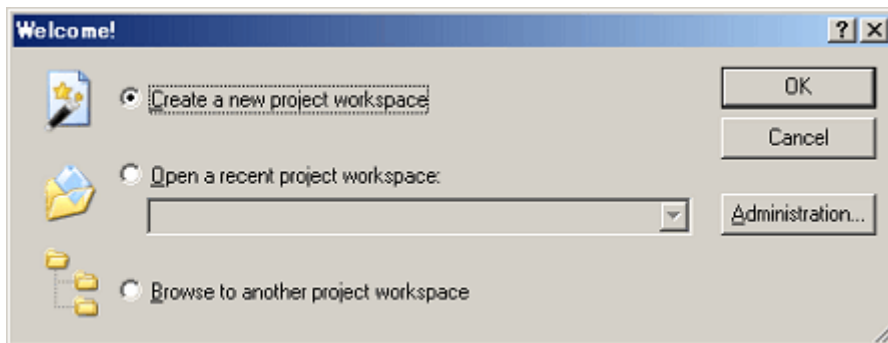 Welcome!
Create a new project workspace
OK
Cancel
Open a recent project workspace:
Administration...
Browse to another project workspace